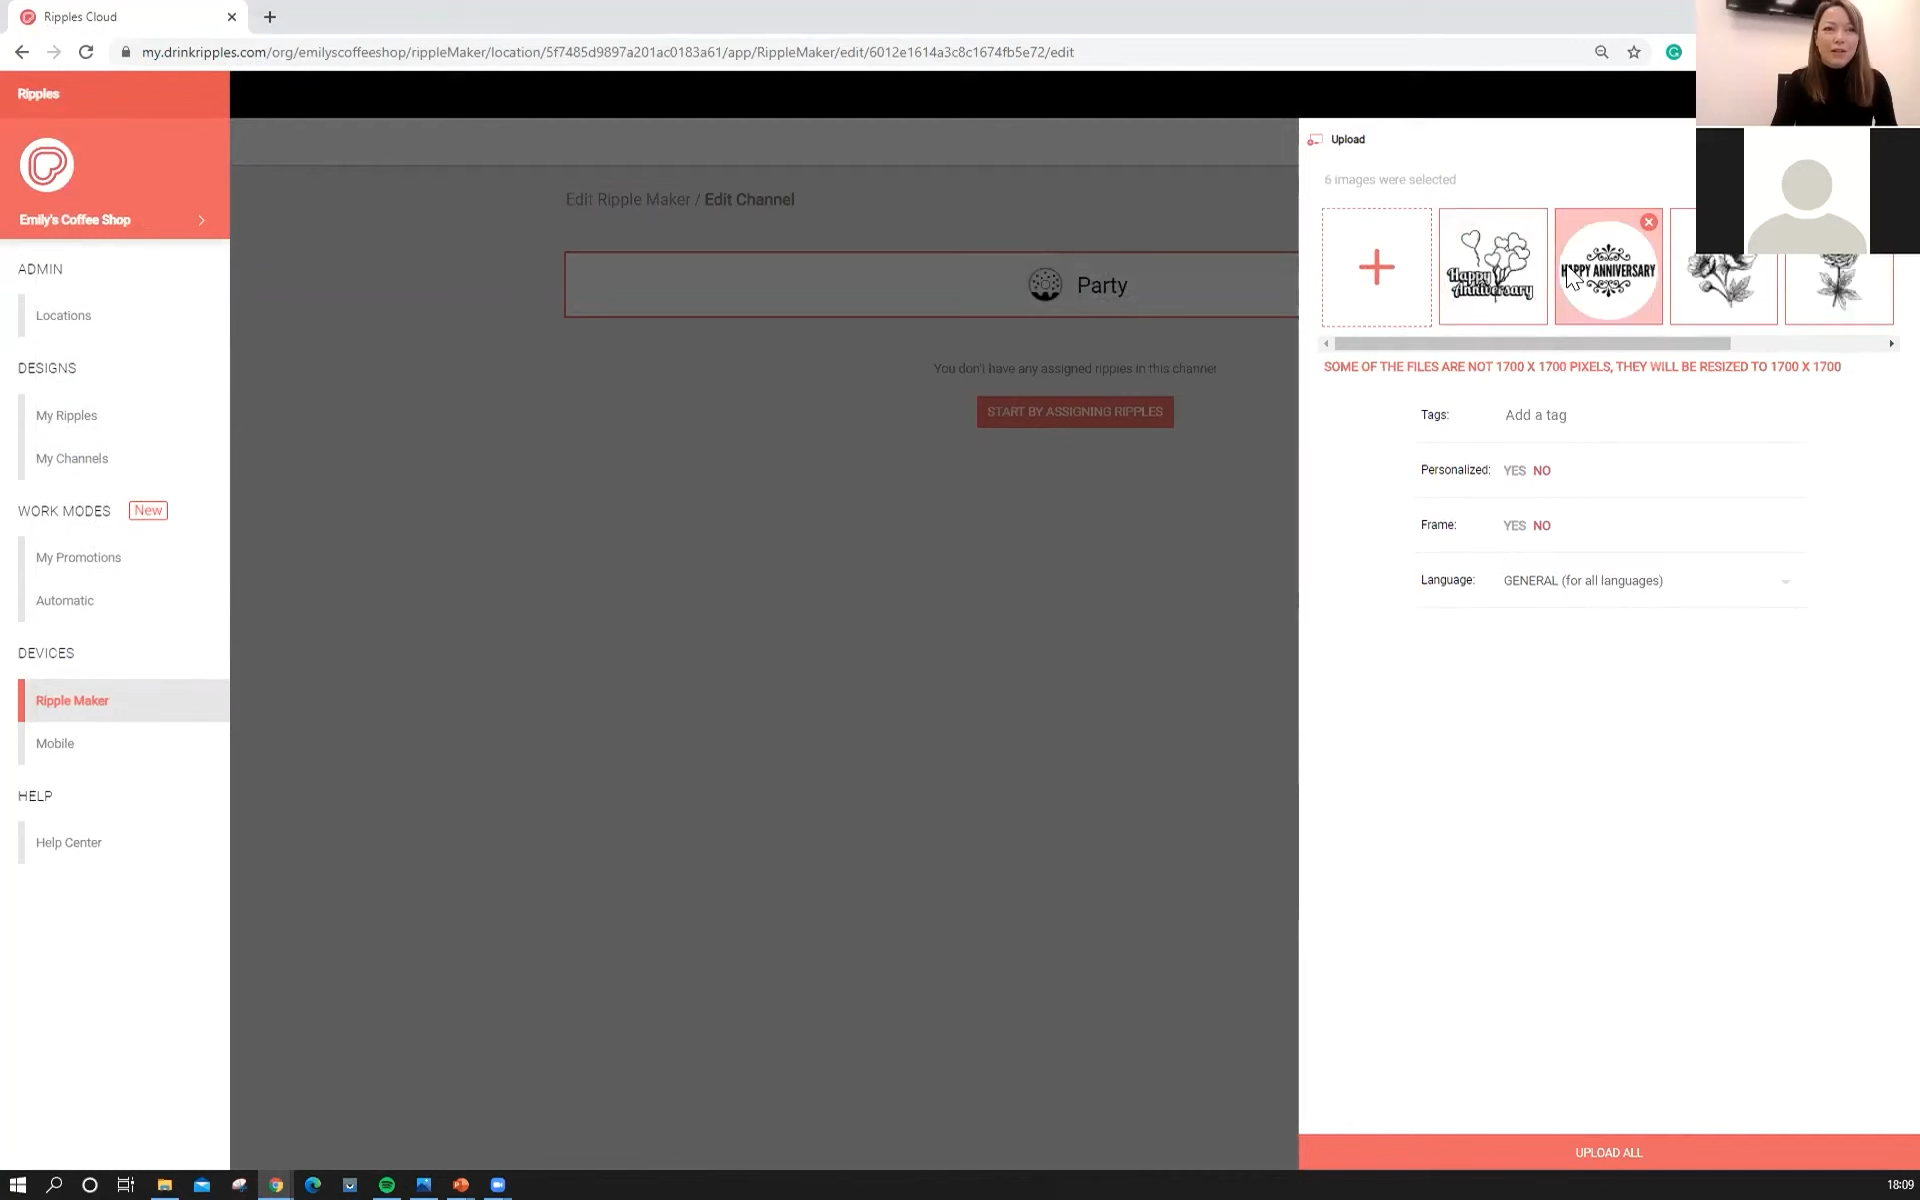 Ripples Cloud
my.drinkripples.com/org/emilyscoffeeshop/rippleMaker/location/5f7485d9897a201ac0183a61/app/RippleMaker/edit/6012e1614a3c8c1674fb5e72/edit
Ripples
Emily's Coffee Shop
ADMIN
Locations
DESIGNS
My Ripples
My Channels
WORK MODES New
My Promotions
Automatic
DEVICES
Ripple Maker
Mobile
HELP
Help Center
Edit Ripple Maker / Edit Channel
Party
You don't have any assigned ripples in this channel
START BY ASSIGNING RIPPLES
Upload
6 images were selected
Happy
Anniversary
HAPPY ANNIVERSARY
SOME OF THE FILES ARE NOT 1700 X 1700 PIXELS, THEY WILL BE RESIZED TO 1700 X 1700
Tags: Add a tag
Personalized: YES NO
Frame: YES NO
Language: GENERAL (for all languages)
UPLOAD ALL
18:09